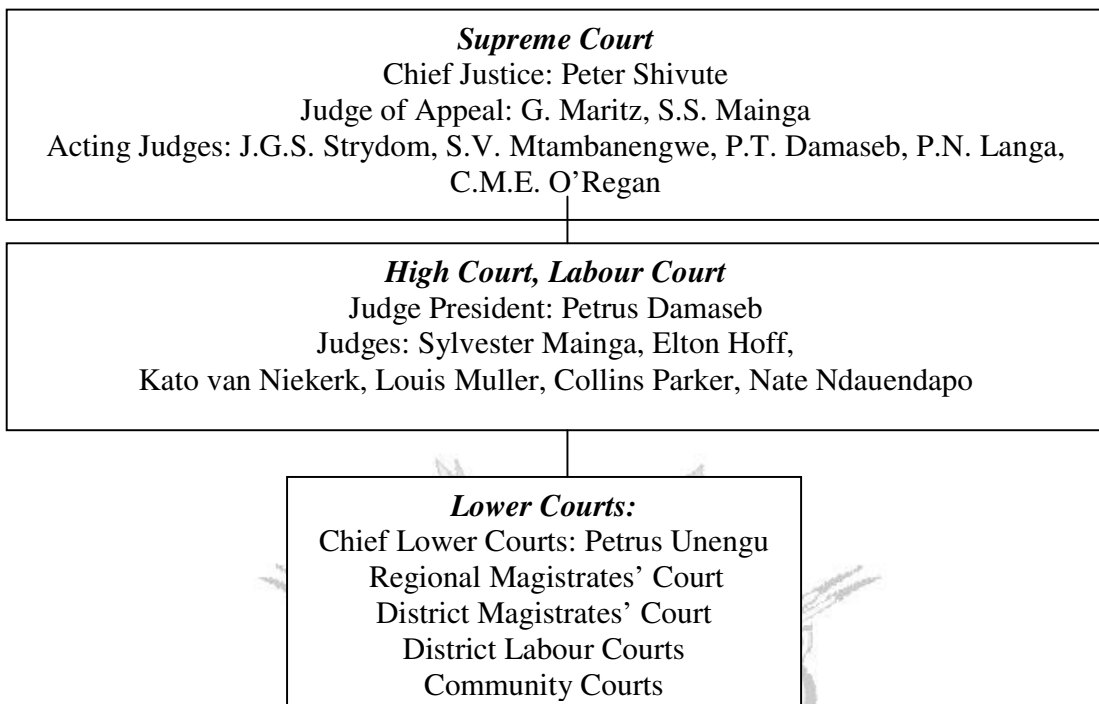 Supreme Court
Chief Justice: Peter Shivute
Judge of Appeal: G. Maritz, S.S. Mainga
Acting Judges: J.G.S. Strydom, S.V. Mtambanengwe, P.T. Damaseb, P.N. Langa,
C.M.E. O’Regan
High Court, Labour Court
Judge President: Petrus Damaseb
Judges: Sylvester Mainga, Elton Hoff,
Kato van Niekerk, Louis Muller, Collins Parker, Nate Ndauendapo
Lower Courts:
Chief Lower Courts: Petrus Unengu
Regional Magistrates’ Court
District Magistrates’ Court
District Labour Courts
Community Courts